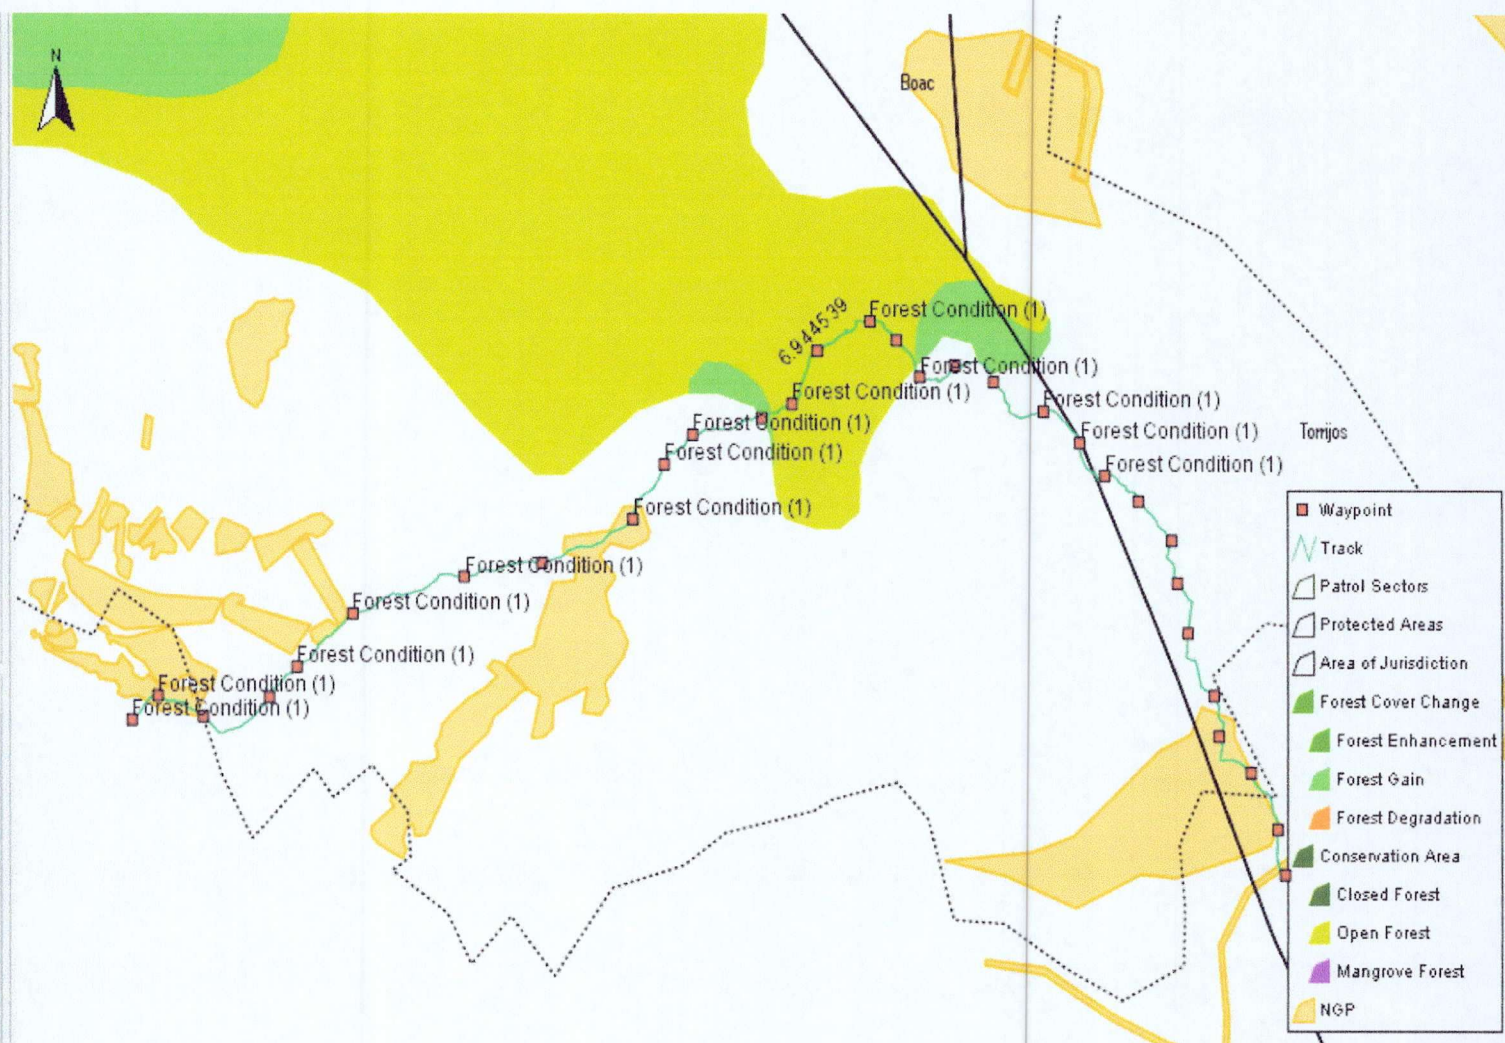 N
Boac
Forest Condition (1)
6.944539
Forest Condition (1)
Forest Condition (1)
Forest Condition (1)
Forest Condition (1)
Forest Condition (1)
Torrijos
Forest Condition (1)
Forest Condition (1)
Forest Condition (1)
Forest Condition (1)
Forest Condition (1)
Forest Condition (1)
Forest Condition (1)
Forest Condition (1)
Forest Condition (1)
Waypoint
Track
Patrol Sectors
Protected Areas
Area of Jurisdiction
Forest Cover Change
Forest Enhancement
Forest Gain
Forest Degradation
Conservation Area
Closed Forest
Open Forest
Mangrove Forest
NGP